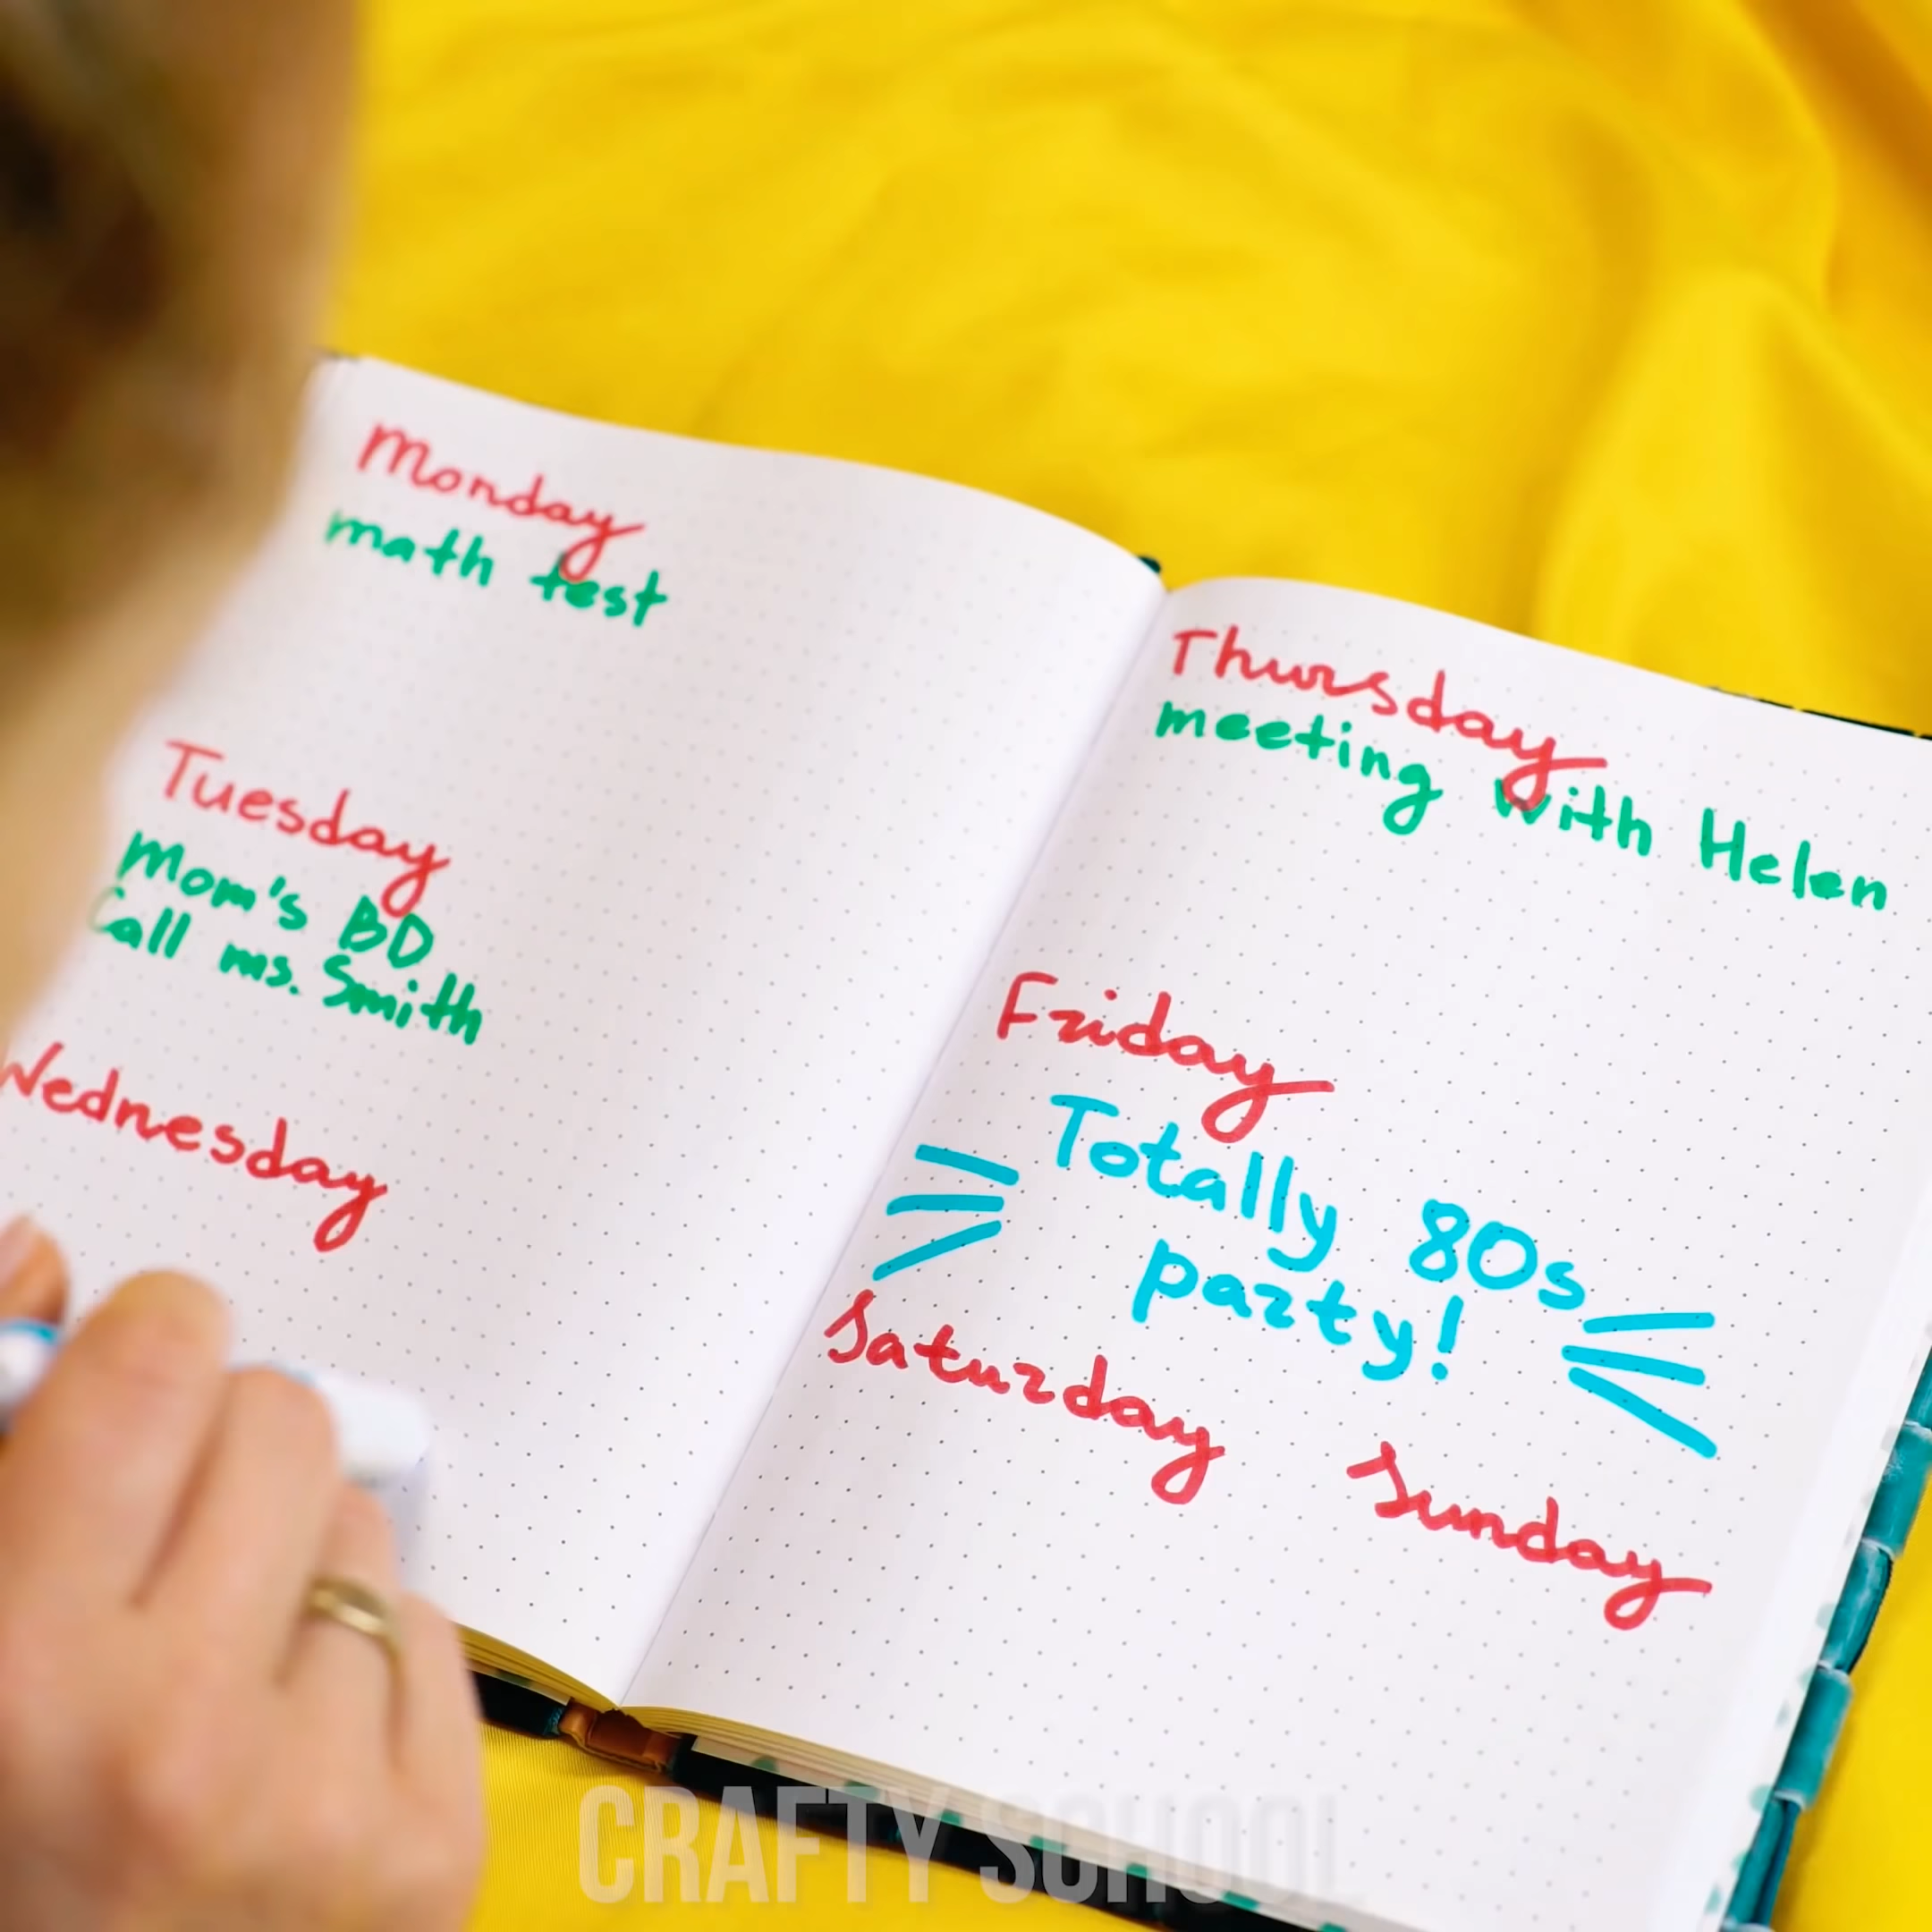 Monday
math test
Tuesday
Mom's BD
Call ms. Smith
Wednesday
Thursday
meeting with Helen
Friday
Totally 80s
party!
Saturday
Sunday
CRAFTY SCHOOL